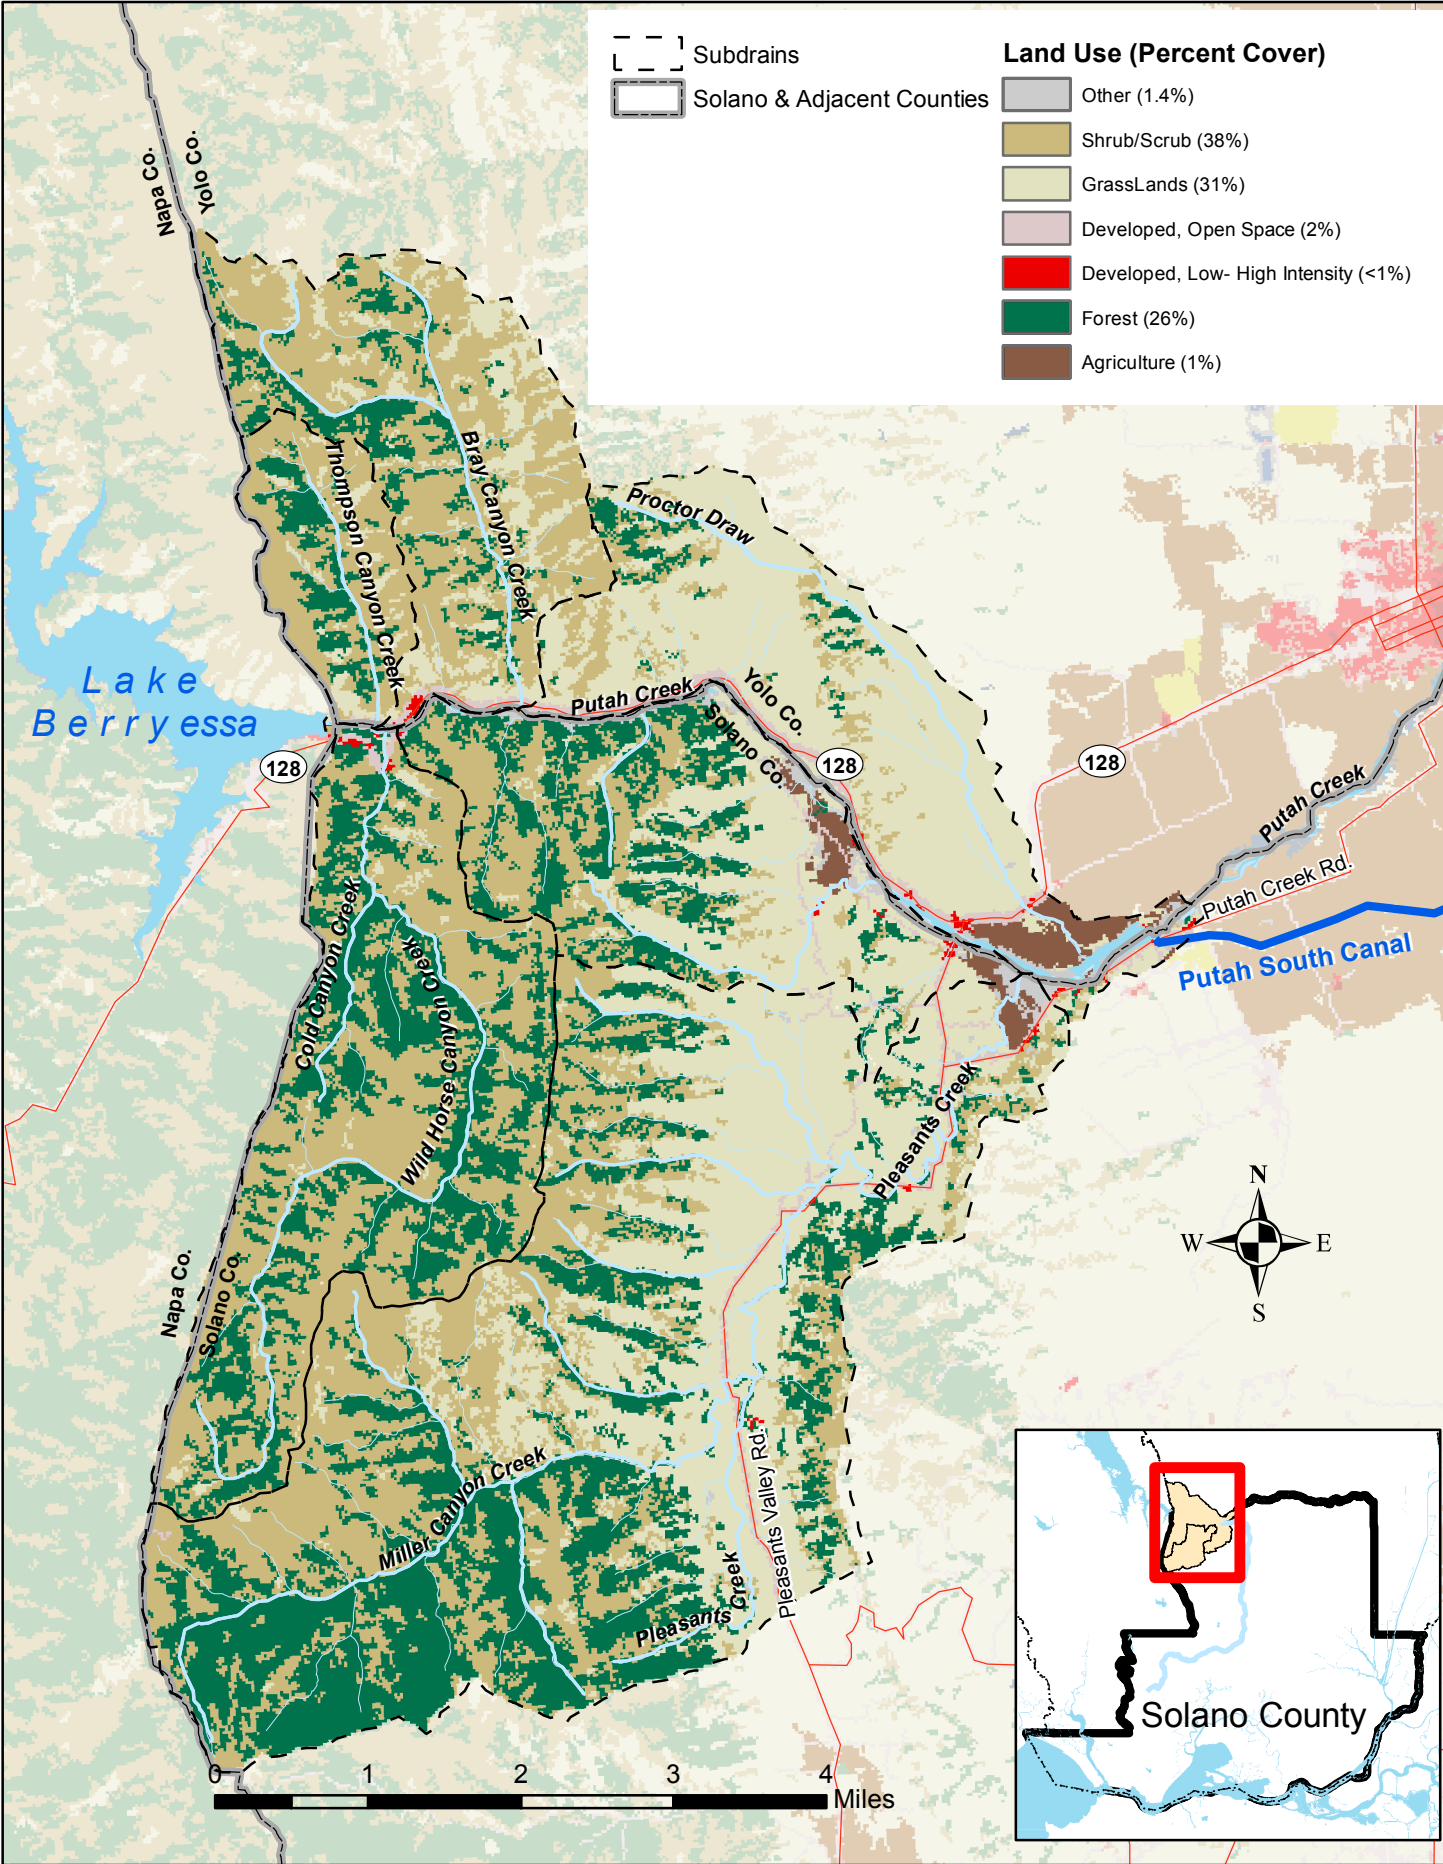 Subdrains
Solano & Adjacent Counties
Land Use (Percent Cover)
Other (1.4%)
Shrub/Scrub (38%)
GrassLands (31%)
Developed, Open Space (2%)
Developed, Low- High Intensity (<1%)
Forest (26%)
Agriculture (1%)
Napa Co.
Yolo Co.
Thompson Canyon Creek
Bray Canyon Creek
Proctor Draw
Lake
Berryessa
Putah Creek
Yolo Co.
Solano Co.
128
128
128
Putah Creek
Putah Creek Rd.
Putah South Canal
Cold Canyon Creek
Wild Horse Canyon Creek
Pleasants Creek
Napa Co.
Solano Co.
N
W
E
S
Miller Canyon Creek
Pleasants Valley Rd.
Pleasants Creek
Solano County
0 1 2 3 4
Miles